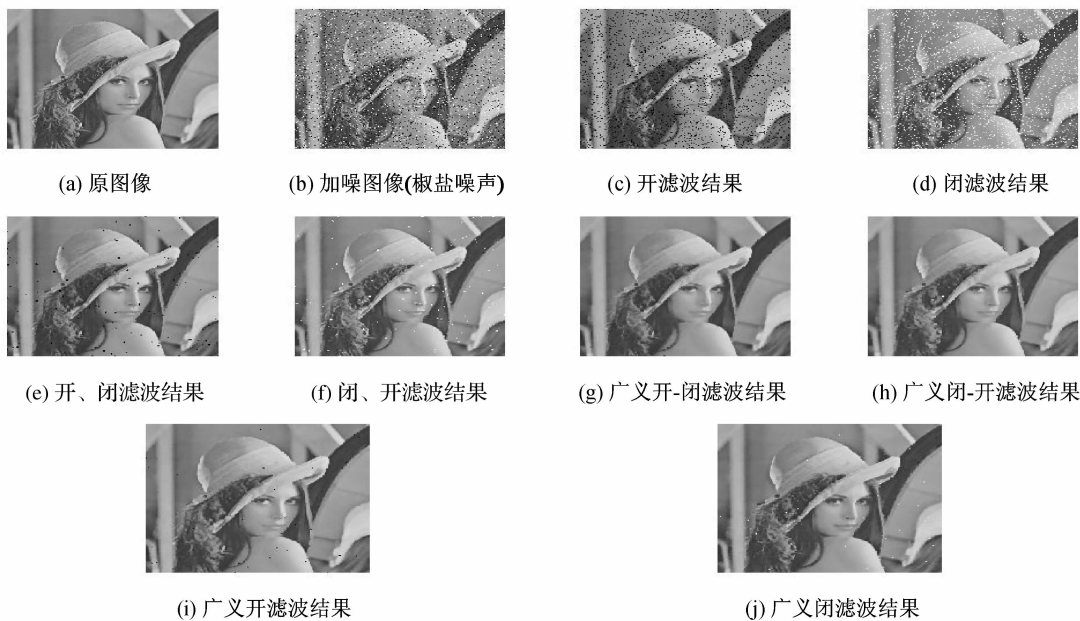 (a) 原图像
(b) 加噪图像(椒盐噪声)
(c) 开滤波结果
(d) 闭滤波结果
(e) 开、闭滤波结果
(f) 闭、开滤波结果
(g) 广义开-闭滤波结果
(h) 广义闭-开滤波结果
(i) 广义开滤波结果
(j) 广义闭滤波结果